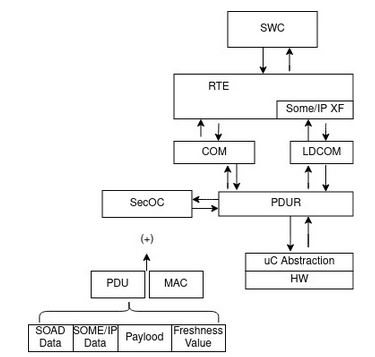 SWC
RTE
Some/IP XF
COM
LDCOM
SecOC
PDUR
(+)
uC Abstraction
HW
PDU
MAC
SOAD
Data
SOME/IP
Data
Paylood
Freshness
Value